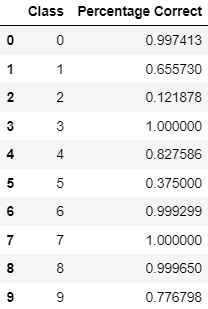 Class Percentage Correct
0 0 0.997413
1 1 0.655730
2 2 0.121878
3 3 1.000000
4 4 0.827586
5 5 0.375000
6 6 0.999299
7 7 1.000000
8 8 0.999650
9 9 0.776798